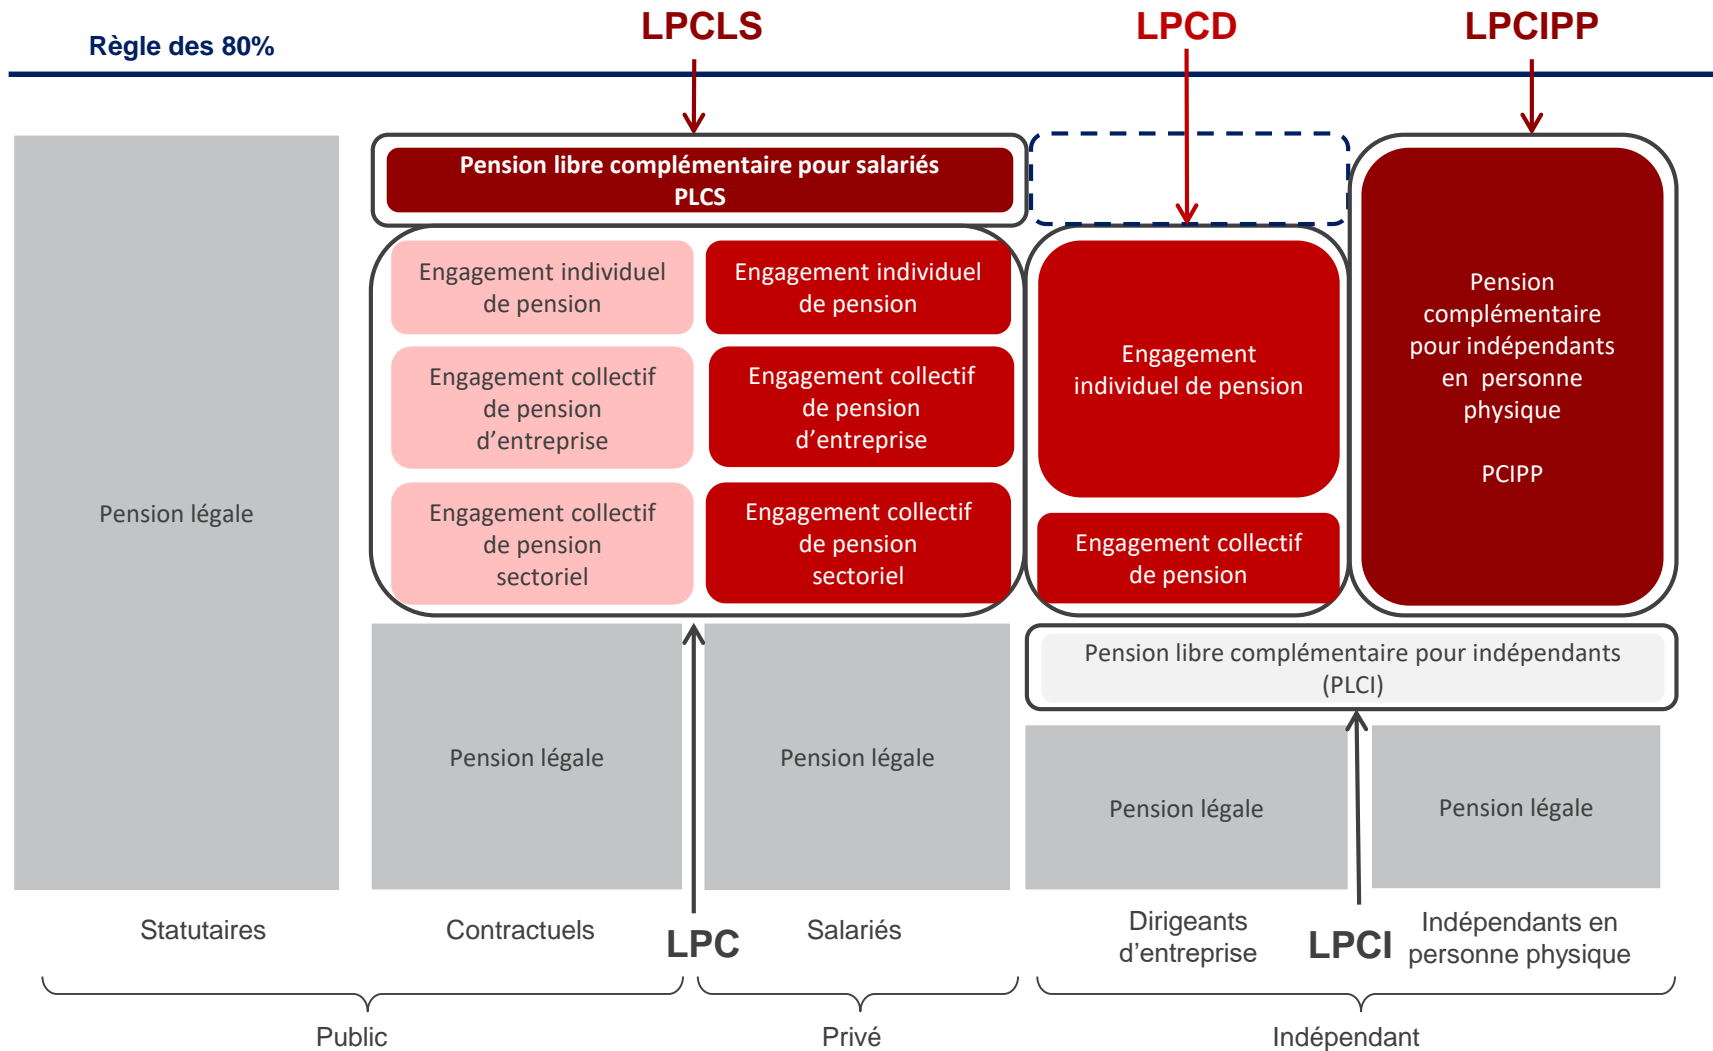 LPCLS
LPCD
LPCIPP
Règle des 80%
Pension libre complémentaire pour salariés
PLCS
Engagement individuel
de pension
Engagement individuel
de pension
Engagement collectif
de pension
d’entreprise
Engagement collectif
de pension
d’entreprise
Engagement collectif
de pension
sectoriel
Engagement collectif
de pension
sectoriel
Engagement
individuel de pension
Engagement collectif
de pension
Pension
complémentaire
pour indépendants
en personne
physique
PCIPP
Pension légale
Pension libre complémentaire pour indépendants
(PLCI)
Pension légale
Pension légale
Pension légale
Pension légale
Statutaires
Contractuels
LPC
Salariés
Dirigeants
d’entreprise
LPCI
Indépendants en
personne physique
Public
Privé
Indépendant